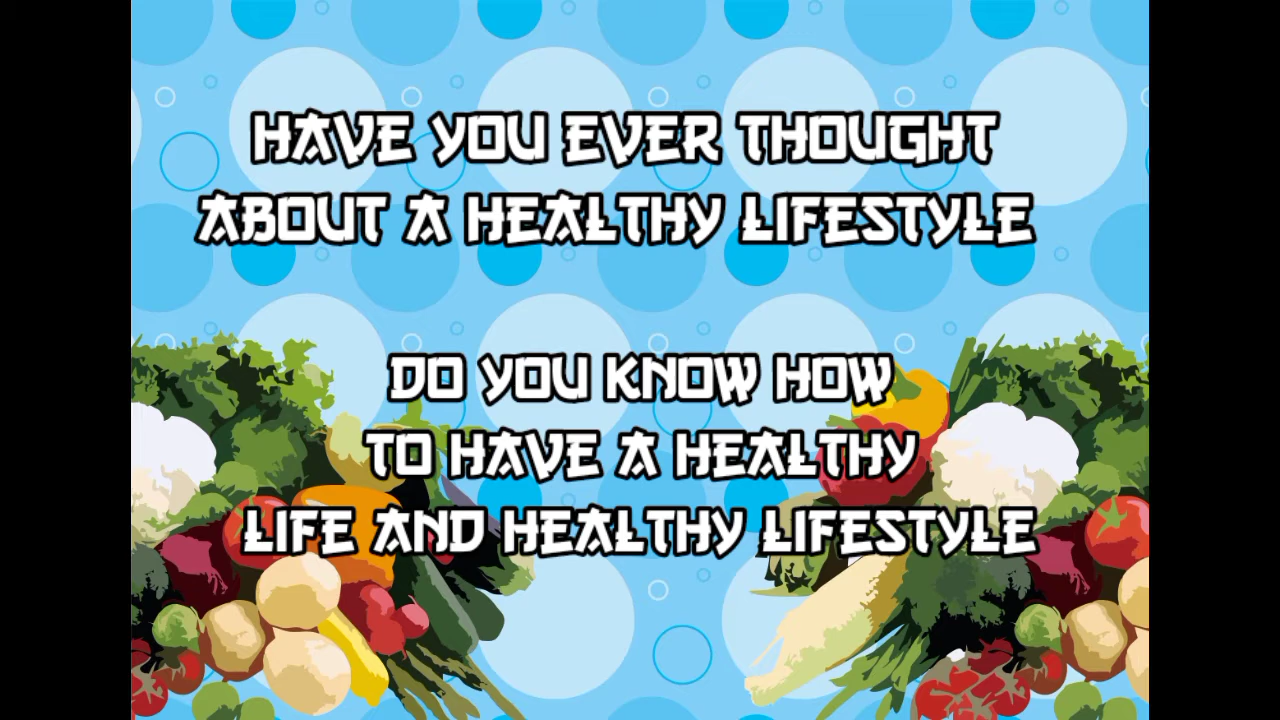 HAVE YOU EVER THOUGHT
ABOUT A HEALTHY LIFESTYLE
DO YOU KNOW HOW
TO HAVE A HEALTHY
LIFE AND HEALTHY LIFESTYLE